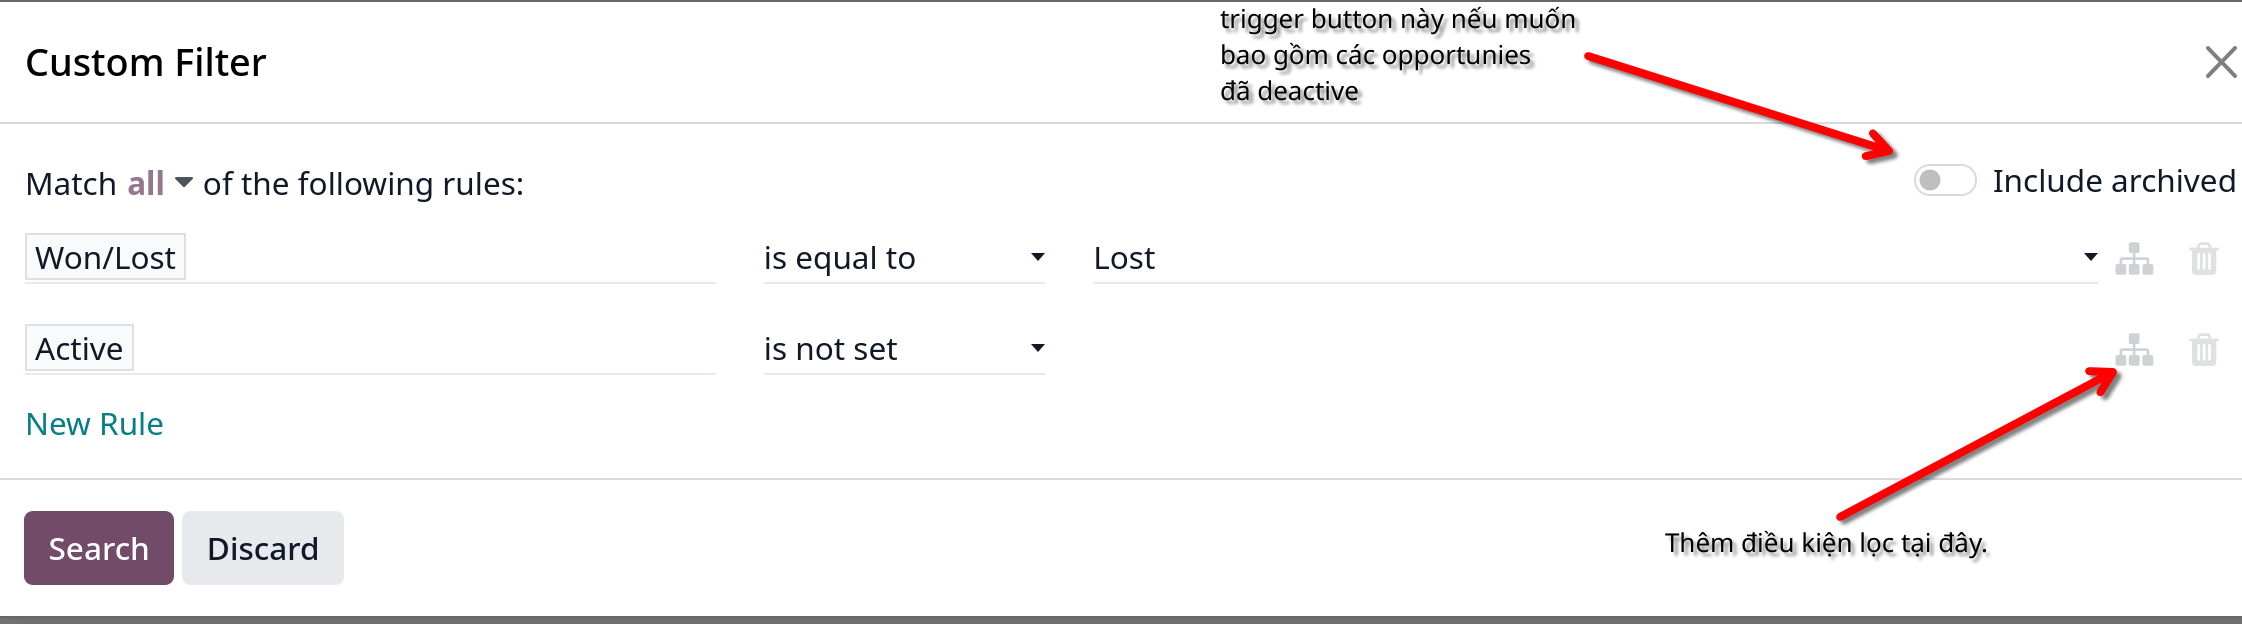 trigger button này nếu muốn
bao gồm các opportunies
đã deactive
Custom Filter
Match all of the following rules:
Include archived
Won/Lost is equal to Lost
Active is not set
New Rule
Search Discard
Thêm điều kiện lọc tại đây.